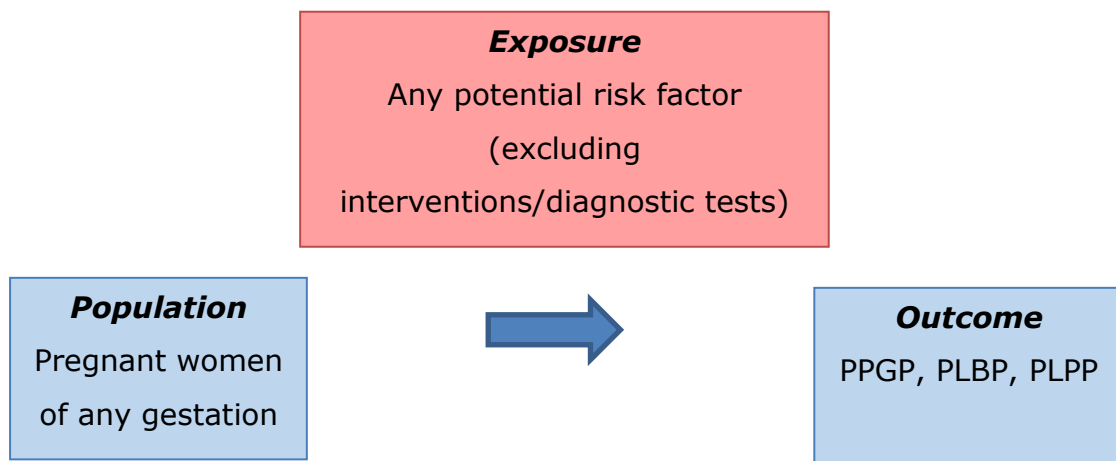 Exposure
Any potential risk factor
(excluding
interventions/diagnostic tests)
Population
Pregnant women
of any gestation
Outcome
PPGP, PLBP, PLPP